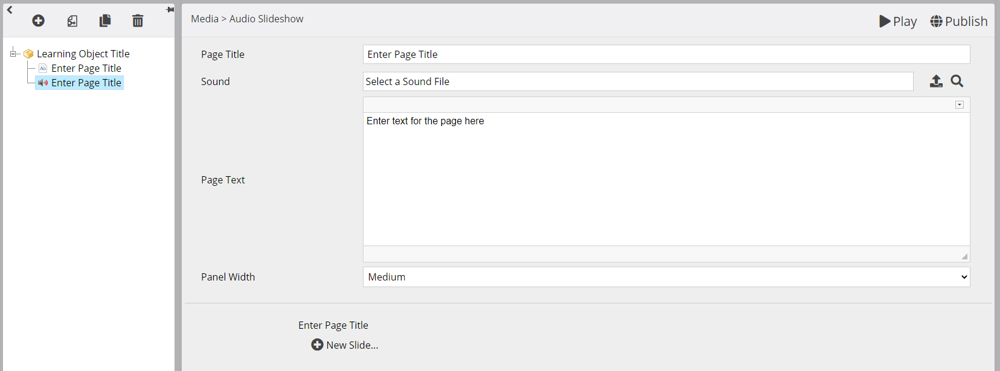 Learning Object Title
Enter Page Title
Enter Page Title
Media > Audio Slideshow
Play
Publish
Page Title
Enter Page Title
Sound
Select a Sound File
Page Text
Enter text for the page here
Panel Width
Medium
Enter Page Title
New Slide...